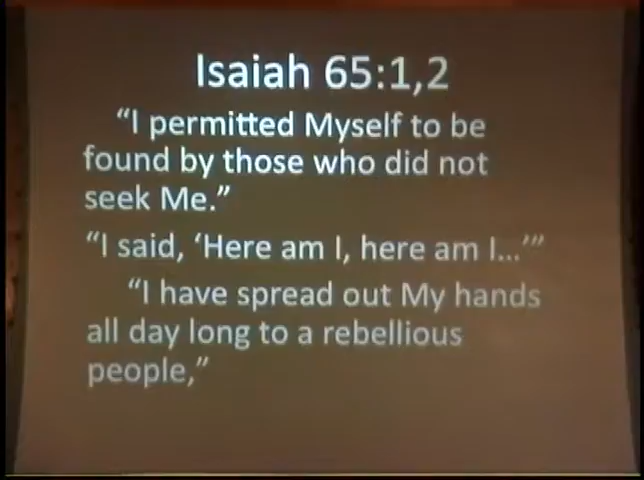 Isaiah 65:1,2
“I permitted Myself to be
found by those who did not
seek Me.”
“I said, ‘Here am I, here am I...’”
“I have spread out My hands
all day long to a rebellious
people,”